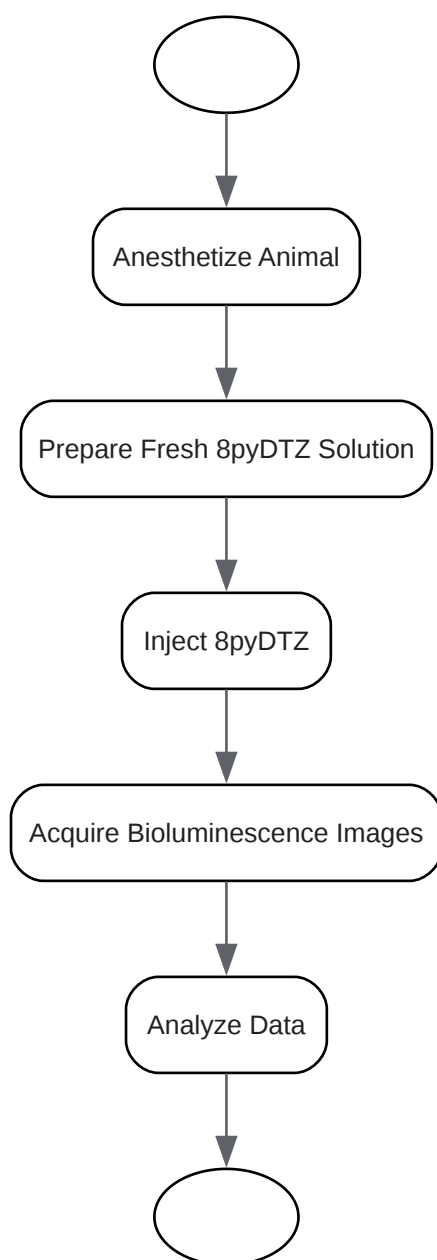 Anesthetize Animal
Prepare Fresh 8pyDTZ Solution
Inject 8pyDTZ
Acquire Bioluminescence Images
Analyze Data